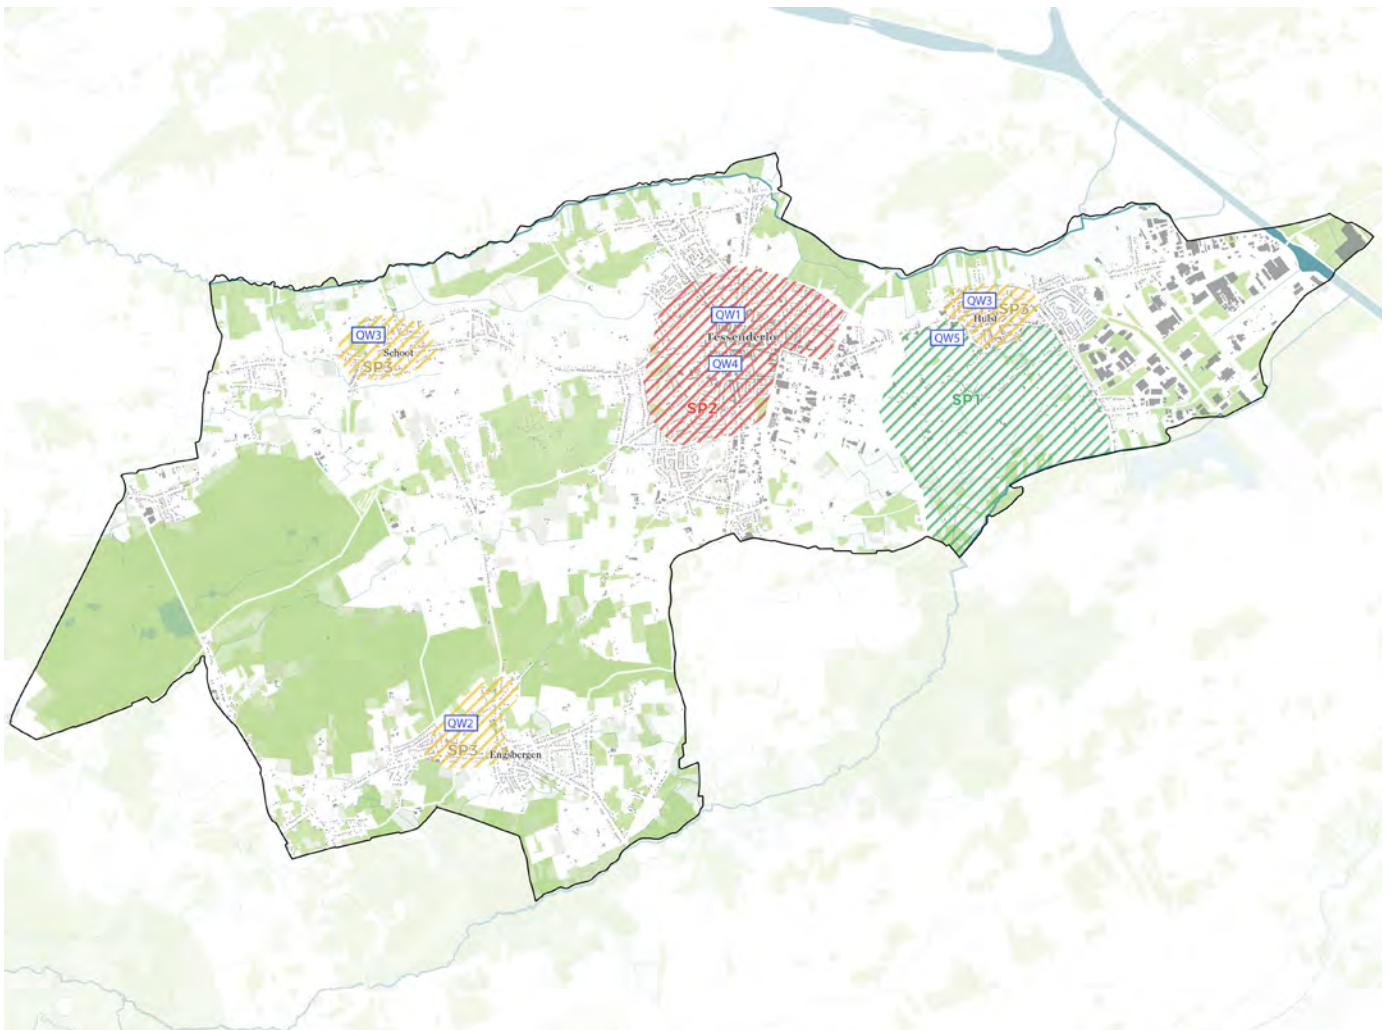 QW3
Schoot
SP3
QW1
Tessenderlo
QW4
SP2
QW3
SP3
Hulst
QW5
SP1
QW2
SP3
Engsbergen